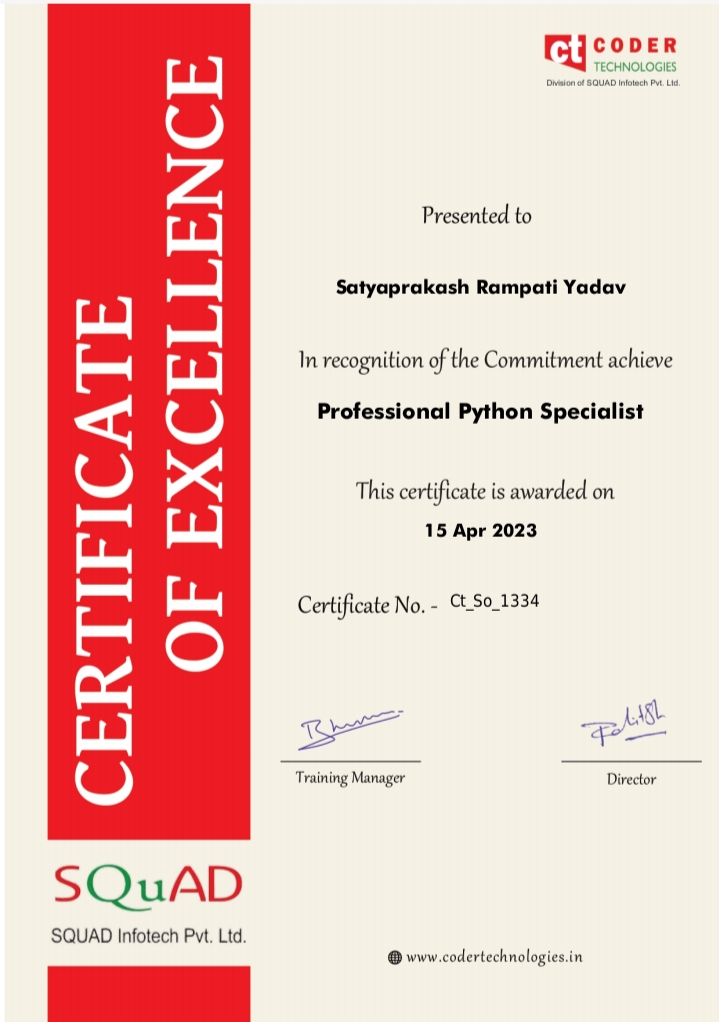 CERTIFICATE
OF EXCELLENCE
ct CODER
TECHNOLOGIES
Division of SQUAD Infotech Pvt. Ltd.
Presented to
Satyaprakash Rampati Yadav
In recognition of the Commitment achieve
Professional Python Specialist
This certificate is awarded on
15 Apr 2023
Certificate No. - Ct_So_1334
Training Manager
Director
SQuAD
SQUAD Infotech Pvt. Ltd.
www.codertechnologies.in